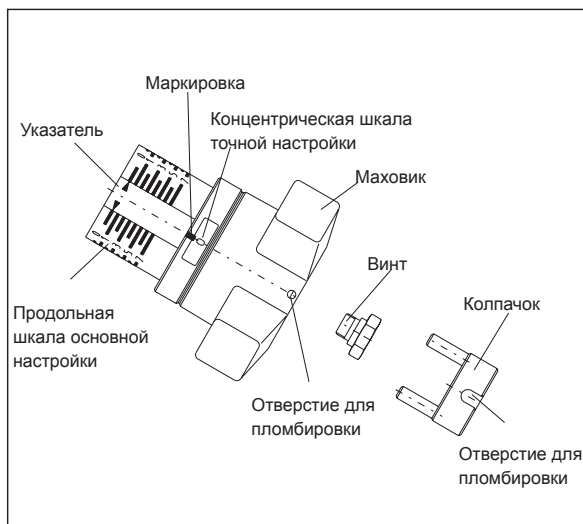 Маркировка
Концентрическая шкала
точной настройки
Указатель
Маховик
Винт
Колпачок
Продольная
шкала основной
настройки
Отверстие для
пломбировки
Отверстие для
пломбировки